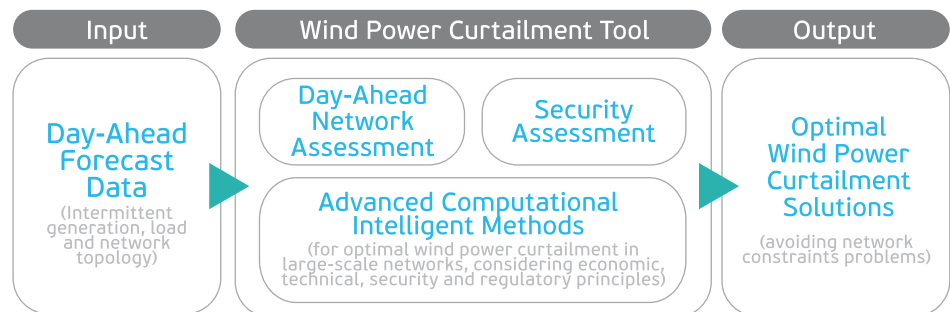 Input
Wind Power Curtailment Tool
Output
Day-Ahead
Forecast
Data
(Intermittent
generation, load
and network
topology)
Day-Ahead
Network
Assessment
Security
Assessment
Advanced Computational
Intelligent Methods
(for optimal wind power curtailment in
large-scale networks, considering economic,
technical, security and regulatory principles)
Optimal
Wind Power
Curtailment
Solutions
(avoiding network
constraints problems)